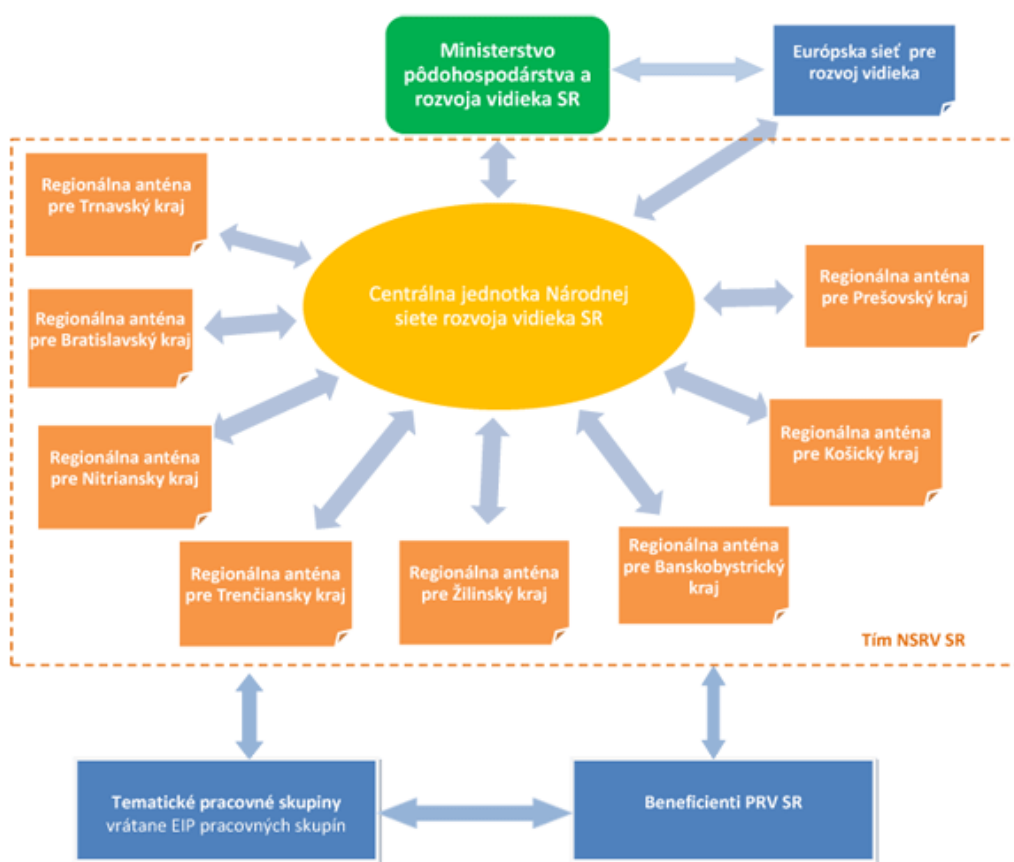 Ministerstvo
pôdohospodárstva a
rozvoja vidieka SR
Európska sieť pre
rozvoj vidieka
Regionálna anténa
pre Trnavský kraj
Centrálna jednotka Národnej
siete rozvoja vidieka SR
Regionálna anténa
pre Prešovský kraj
Regionálna anténa
pre Bratislavský kraj
Regionálna anténa
pre Košický kraj
Regionálna anténa
pre Nitriansky kraj
Regionálna anténa
pre Trenčiansky kraj
Regionálna anténa
pre Žilinský kraj
Regionálna anténa
pre Banskobystrický
kraj
Tím NSRV SR
Tematické pracovné skupiny
vrátane EIP pracovných skupín
Beneficienti PRV SR